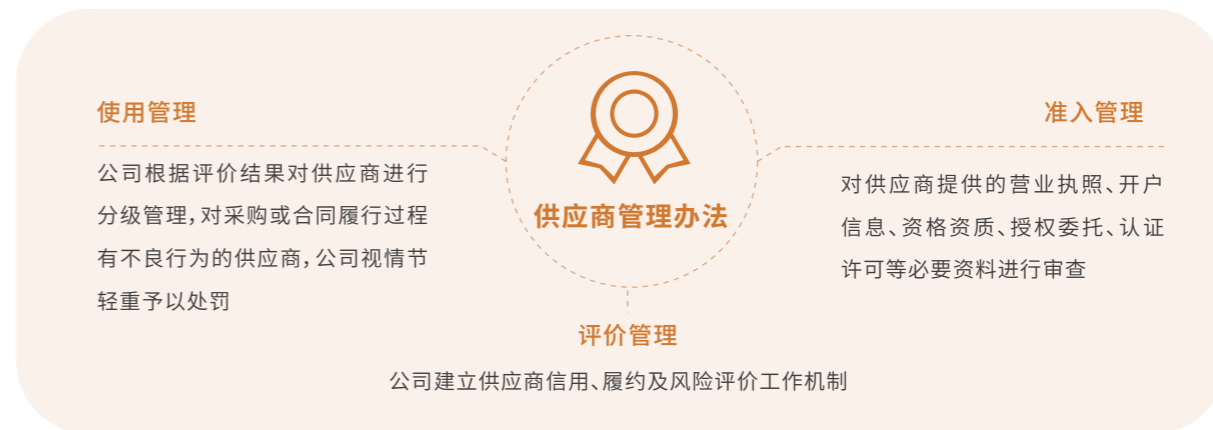 使用管理
公司根据评价结果对供应商进行
分级管理，对采购或合同履行过程
有不良行为的供应商，公司视情节
轻重予以处罚
供应商管理办法
准入管理
对供应商提供的营业执照、开户
信息、资格资质、授权委托、认证
许可等必要资料进行审查
评价管理
公司建立供应商信用、履约及风险评价工作机制